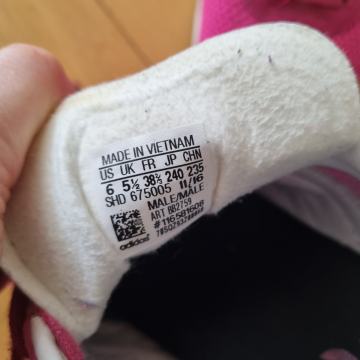 MADE IN VIETNAM
US UK FR JP CHN
6 5½ 38⅔ 240 235
SHD 675005 11/16
MALE/MALE
ART BB2759
#116581608
adidas